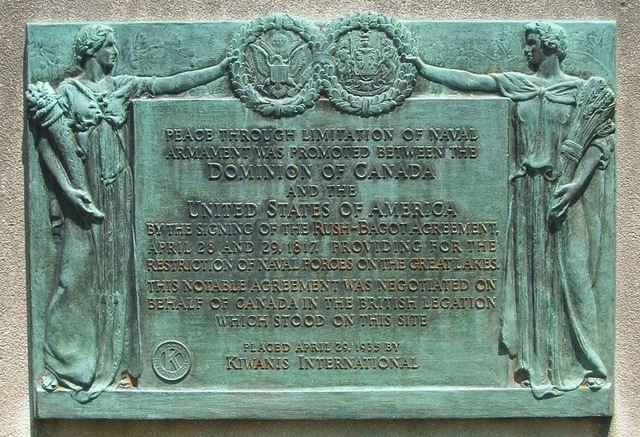 PEACE THROUGH LIMITATION OF NAVAL
ARMAMENT WAS PROMOTED BETWEEN THE
DOMINION OF CANADA
AND THE
UNITED STATES OF AMERICA
BY THE SIGNING OF THE RUSH-BAGOT AGREEMENT,
APRIL 28 AND 29, 1817, PROVIDING FOR THE
RESTRICTION OF NAVAL FORCES ON THE GREAT LAKES.
THIS NOTABLE AGREEMENT WAS NEGOTIATED ON
BEHALF OF CANADA IN THE BRITISH LEGATION
WHICH STOOD ON THIS SITE
PLACED APRIL 29, 1935 BY
KIWANIS INTERNATIONAL
K